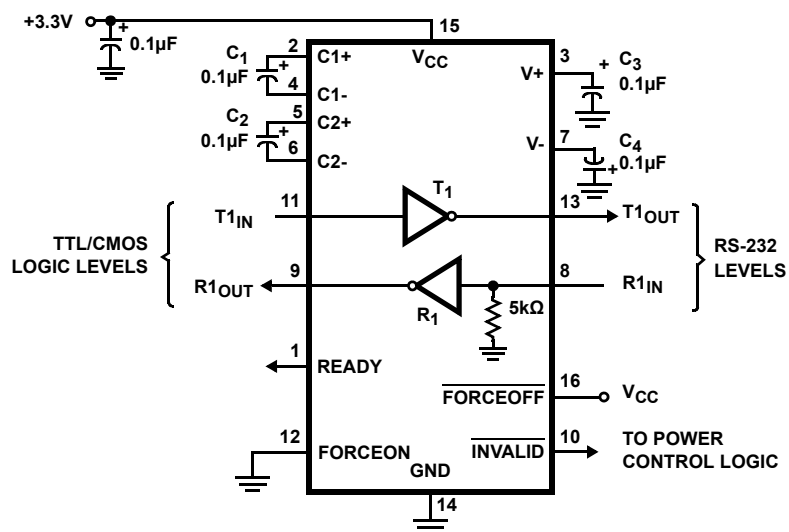 +3.3V
+
0.1µF
15
VCC
C1
0.1µF
+
2
C1+
4
C1-
C2
0.1µF
+
5
C2+
6
C2-
3
V+
+
C3
0.1µF
7
V-
C4
0.1µF
+
T1
T1IN
11
13
T1OUT
TTL/CMOS
LOGIC LEVELS
RS-232
LEVELS
R1OUT
9
R1
5kΩ
8
R1IN
1
READY
16
FORCEOFF
VCC
12
FORCEON
10
INVALID
TO POWER
CONTROL LOGIC
GND
14